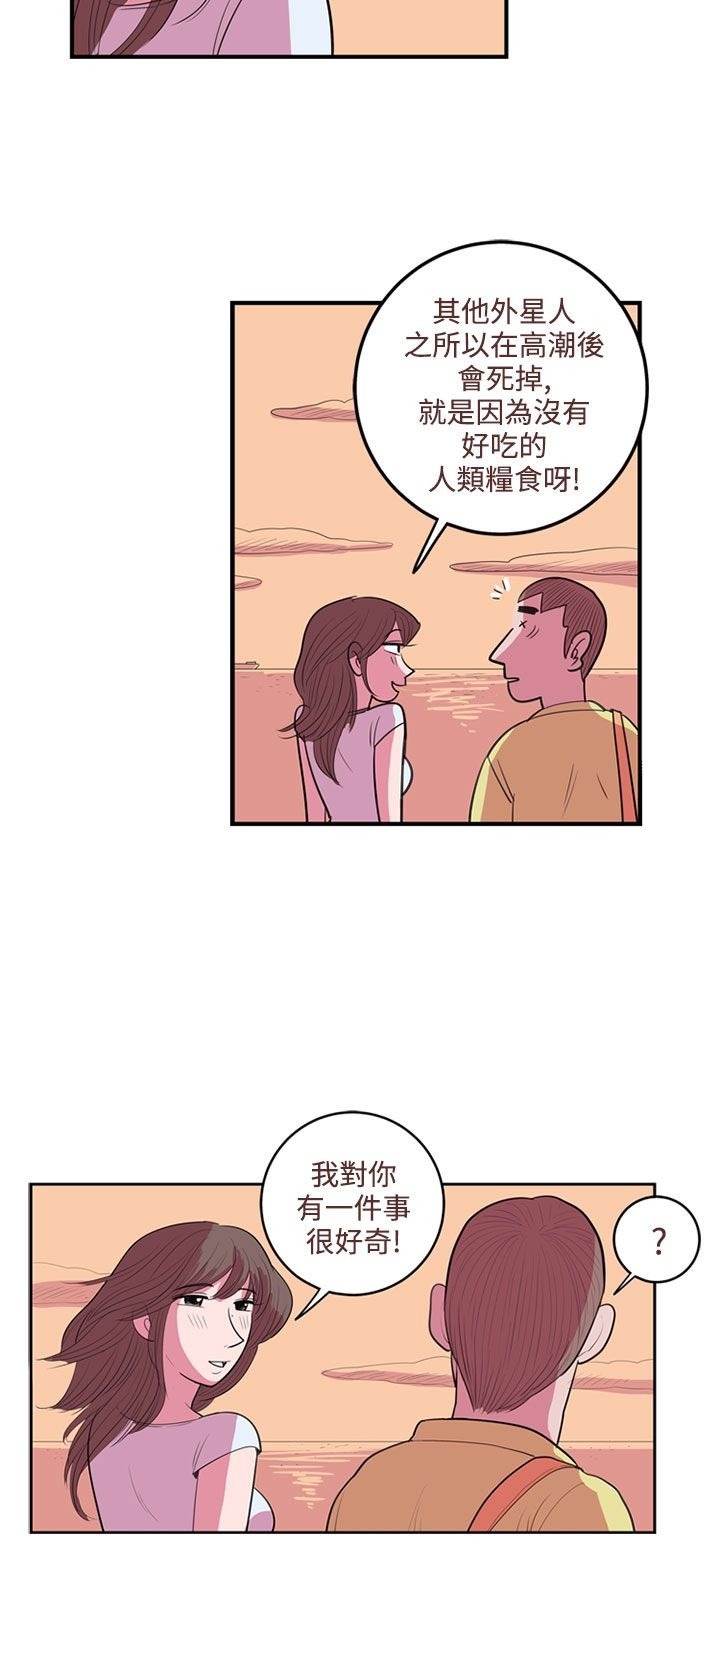 其他外星人
之所以在高潮後
會死掉,
就是因為沒有
好吃的
人類糧食呀!
我對你
有一件事
很好奇!
?